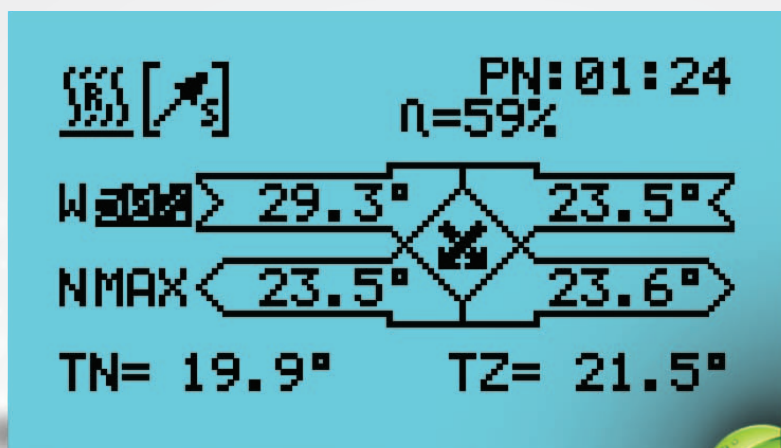 R S PN:01:24
η=59%
W 29.3° 23.5°
NMAX 23.5° 23.6°
TN= 19.9° TZ= 21.5°